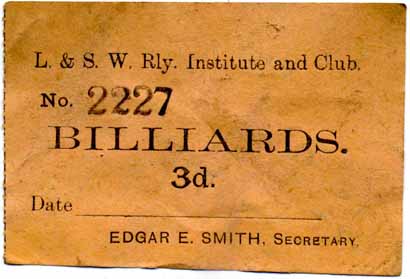 L. & S. W. Rly. Institute and Club.
No. 2227
BILLIARDS.
3d.
Date
EDGAR E. SMITH, SECRETARY.